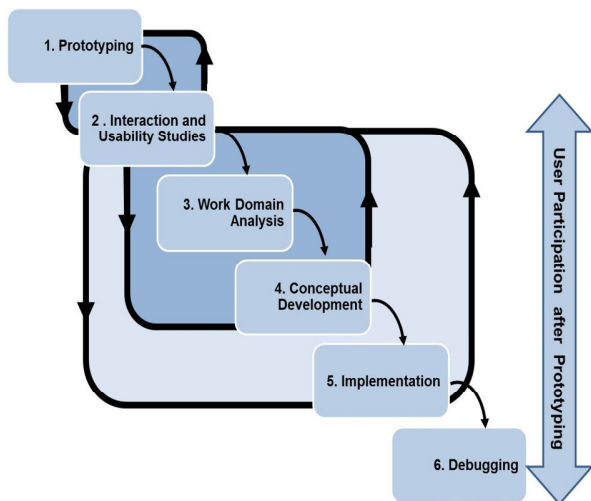 1. Prototyping
2 . Interaction and
Usability Studies
3. Work Domain
Analysis
4. Conceptual
Development
5. Implementation
6. Debugging
User Participation after Prototyping